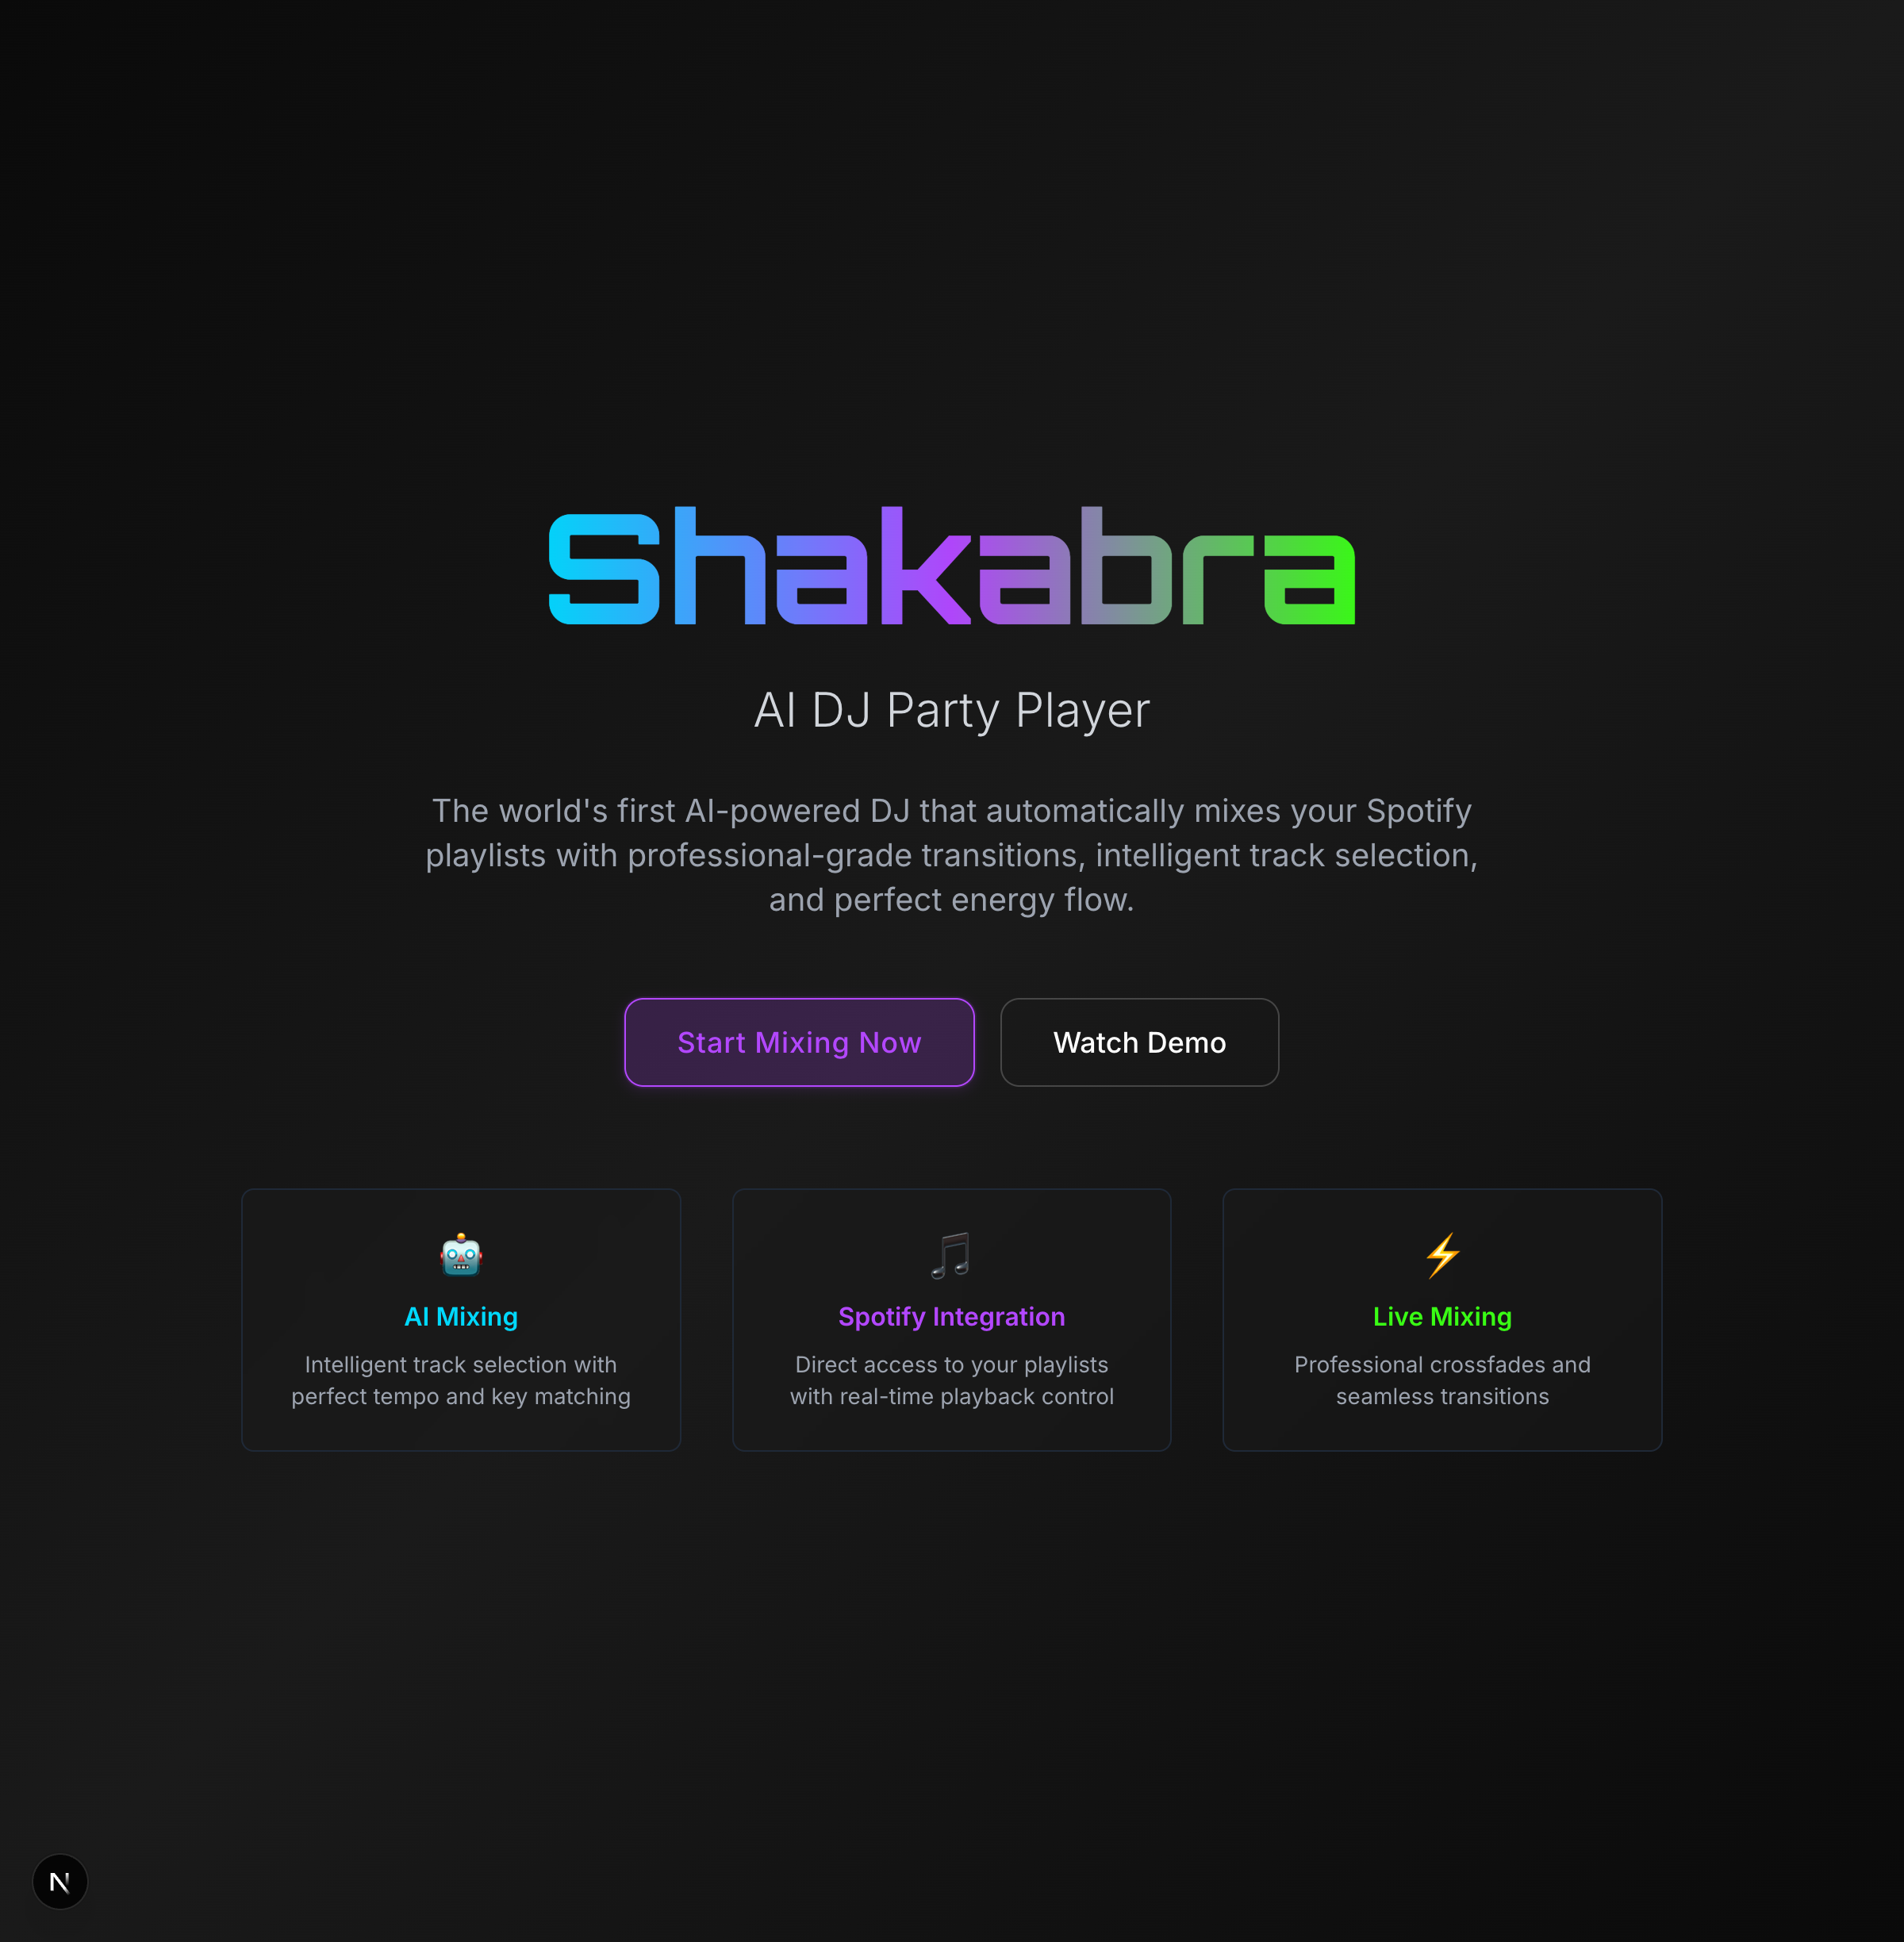 Shakabra
AI DJ Party Player
The world's first AI-powered DJ that automatically mixes your Spotify
playlists with professional-grade transitions, intelligent track selection,
and perfect energy flow.
Start Mixing Now
Watch Demo
AI Mixing
Intelligent track selection with
perfect tempo and key matching
Spotify Integration
Direct access to your playlists
with real-time playback control
Live Mixing
Professional crossfades and
seamless transitions
N